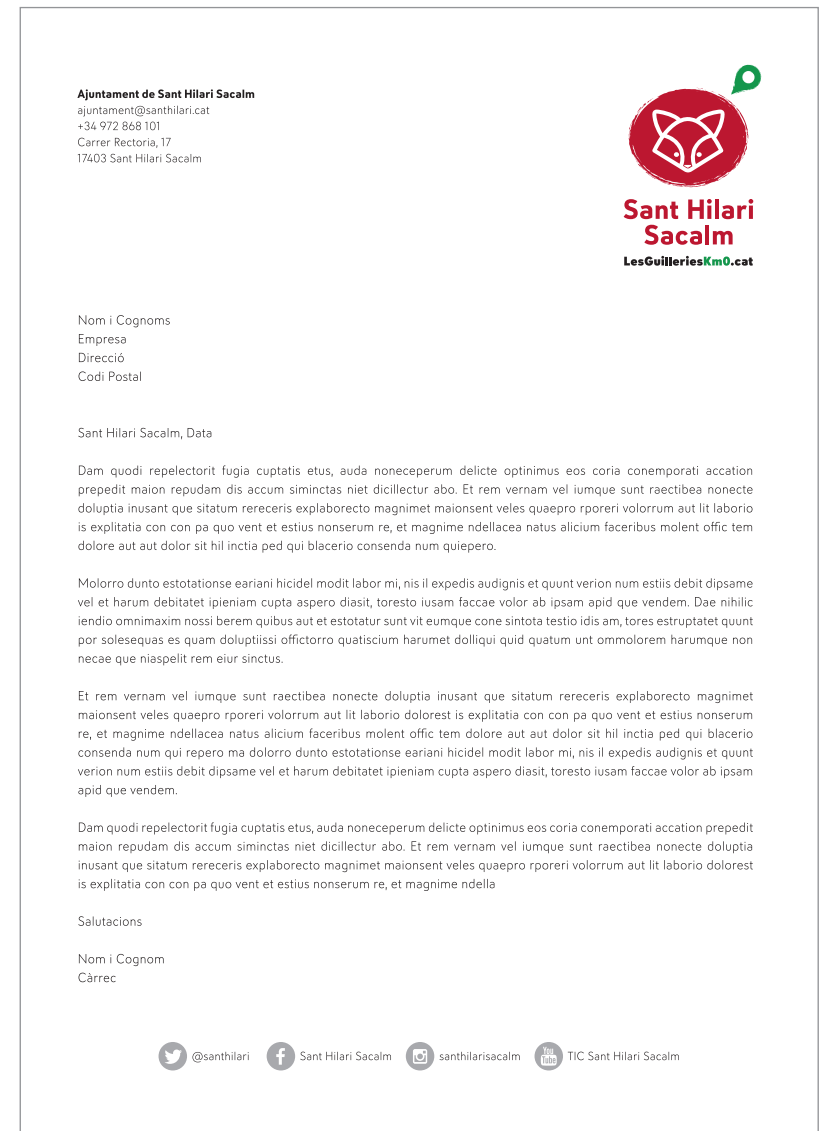 Ajuntament de Sant Hilari Sacalm
ajuntament@santhilari.cat
+34 972 868 101
Carrer Rectoria, 17
17403 Sant Hilari Sacalm
Sant Hilari
Sacalm
LesGuilleriesKm0.cat
Nom i Cognoms
Empresa
Direcció
Codi Postal
Sant Hilari Sacalm, Data
Dam quodi repelectorit fugia cuptatis etus, auda noneceperum delicte optinimus eos coria conemporati accation
prepedit maion repudam dis accum siminctas niet dicillectur abo. Et rem vernam vel iumque sunt raectibea nonecte
doluptia inusant que sitatum rereceris explaborecto magnimet maionsent veles quaepro rporeri volorrum aut lit laborio
is explitatia con con pa quo vent et estius nonserum re, et magnime ndellacea natus alicium faceribus molent offic tem
dolore aut aut dolor sit hil inctia ped qui blacerio consenda num quiepero.
Molorro dunto estotationse eariani hicidel modit labor mi, nis il expedis audignis et quunt verion num estiis debit dipsame
vel et harum debitatet ipieniam cupta aspero diasit, toresto iusam faccae volor ab ipsam apid que vendem. Dae nihilic
iendio omnimaxim nossi berem quibus aut et estotatur sunt vit eumque cone sintota testio idis am, tores estruptatet quunt
por solesequas es quam doluptiissi offictorro quatiscium harumet dolliqui quid quatum unt ommolorem harumque non
necae que niaspelit rem eiur sinctus.
Et rem vernam vel iumque sunt raectibea nonecte doluptia inusant que sitatum rereceris explaborecto magnimet
maionsent veles quaepro rporeri volorrum aut lit laborio dolorest is explitatia con con pa quo vent et estius nonserum
re, et magnime ndellacea natus alicium faceribus molent offic tem dolore aut aut dolor sit hil inctia ped qui blacerio
consenda num qui repero ma dolorro dunto estotationse eariani hicidel modit labor mi, nis il expedis audignis et quunt
verion num estiis debit dipsame vel et harum debitatet ipieniam cupta aspero diasit, toresto iusam faccae volor ab ipsam
apid que vendem.
Dam quodi repelectorit fugia cuptatis etus, auda noneceperum delicte optinimus eos coria conemporati accation prepedit
maion repudam dis accum siminctas niet dicillectur abo. Et rem vernam vel iumque sunt raectibea nonecte doluptia
inusant que sitatum rereceris explaborecto magnimet maionsent veles quaepro rporeri volorrum aut lit laborio dolorest
is explitatia con con pa quo vent et estius nonserum re, et magnime ndella
Salutacions
Nom i Cognom
Càrrec
@santhilari Sant Hilari Sacalm santhilarisacalm You Tube TIC Sant Hilari Sacalm